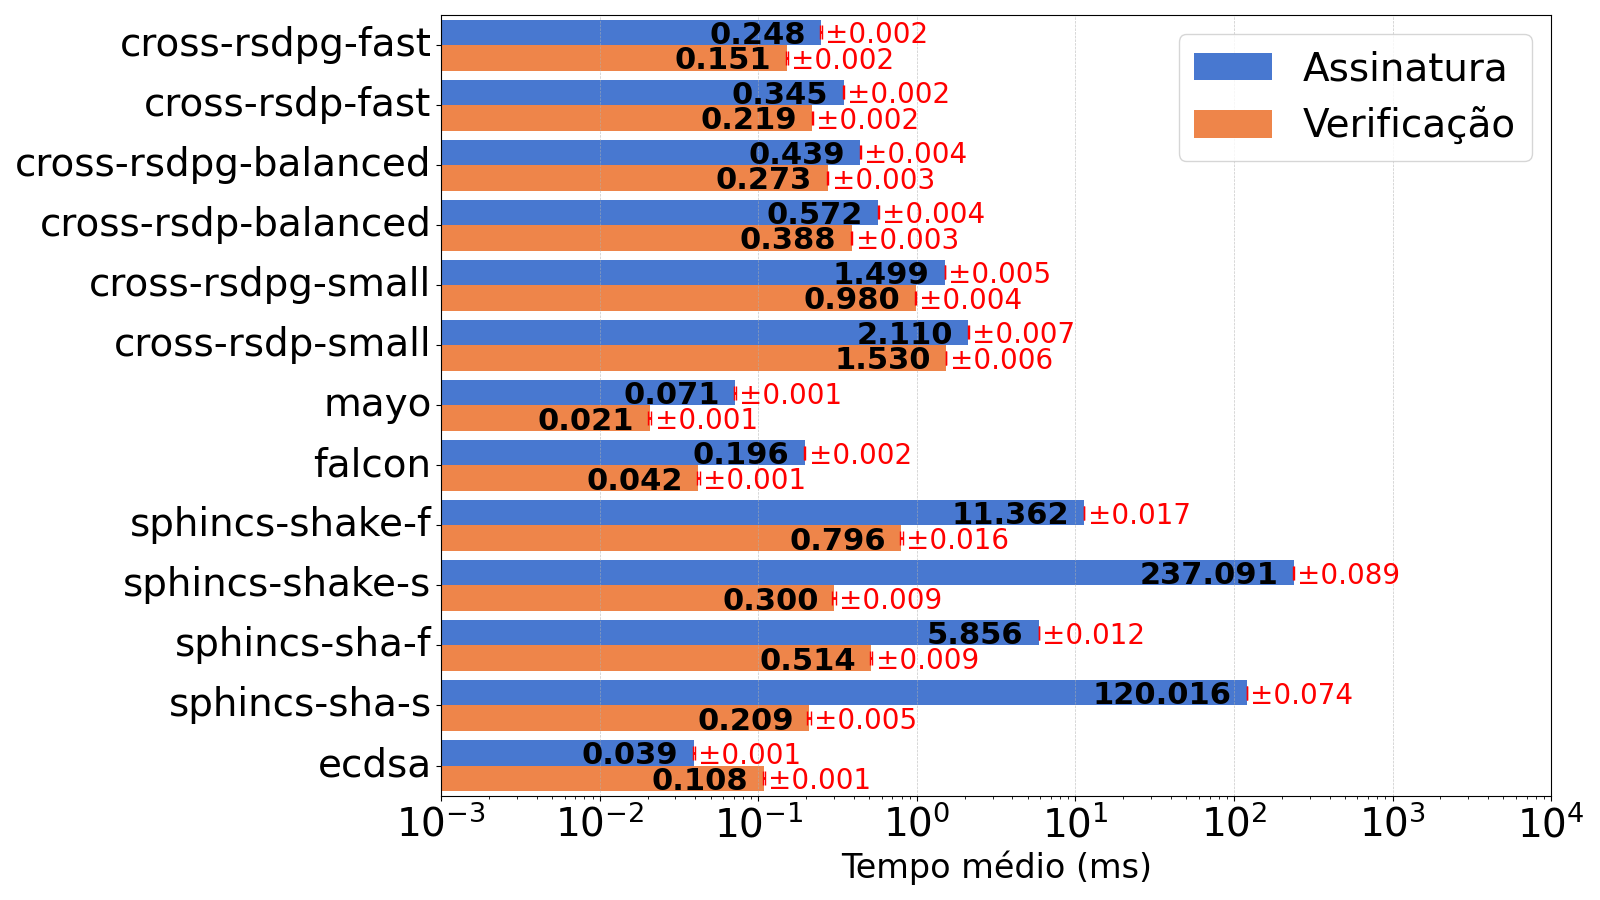 cross-rsdpg-fast 0.248 ±0.002
0.151 ±0.002
cross-rsdp-fast 0.345 ±0.002
0.219 ±0.002
cross-rsdpg-balanced 0.439 ±0.004
0.273 ±0.003
cross-rsdp-balanced 0.572 ±0.004
0.388 ±0.003
cross-rsdpg-small 1.499 ±0.005
0.980 ±0.004
cross-rsdp-small 2.110 ±0.007
1.530 ±0.006
mayo 0.071 ±0.001
0.021 ±0.001
falcon 0.196 ±0.002
0.042 ±0.001
sphincs-shake-f 11.362 ±0.017
0.796 ±0.016
sphincs-shake-s 237.091 ±0.089
0.300 ±0.009
sphincs-sha-f 5.856 ±0.012
0.514 ±0.009
sphincs-sha-s 120.016 ±0.074
0.209 ±0.005
ecdsa 0.039 ±0.001
0.108 ±0.001
Assinatura
Verificação
10⁻³ 10⁻² 10⁻¹ 10⁰ 10¹ 10² 10³ 10⁴
Tempo médio (ms)